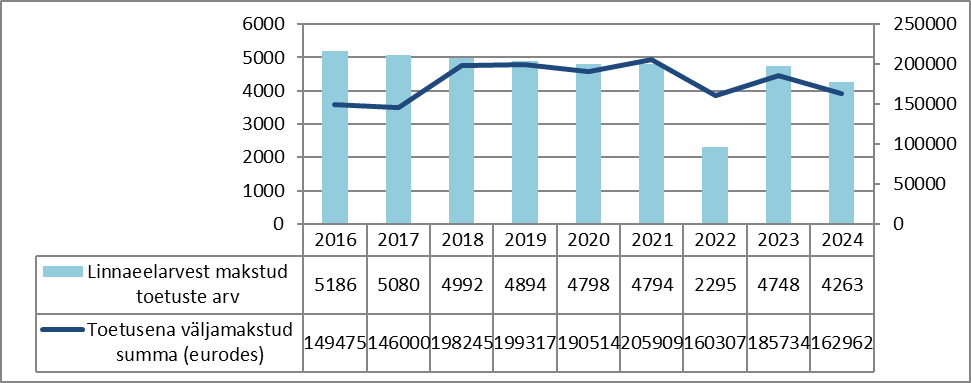 6000 250000
5000 200000
4000 150000
3000
2000 100000
1000 50000
0 0
2016 2017 2018 2019 2020 2021 2022 2023 2024
Linnaeelarvest makstud
toetuste arv
5186 5080 4992 4894 4798 4794 2295 4748 4263
Toetusena väljamakstud
summa (eurodes)
149475 146000 198245 199317 190514 205909 160307 185734 162962